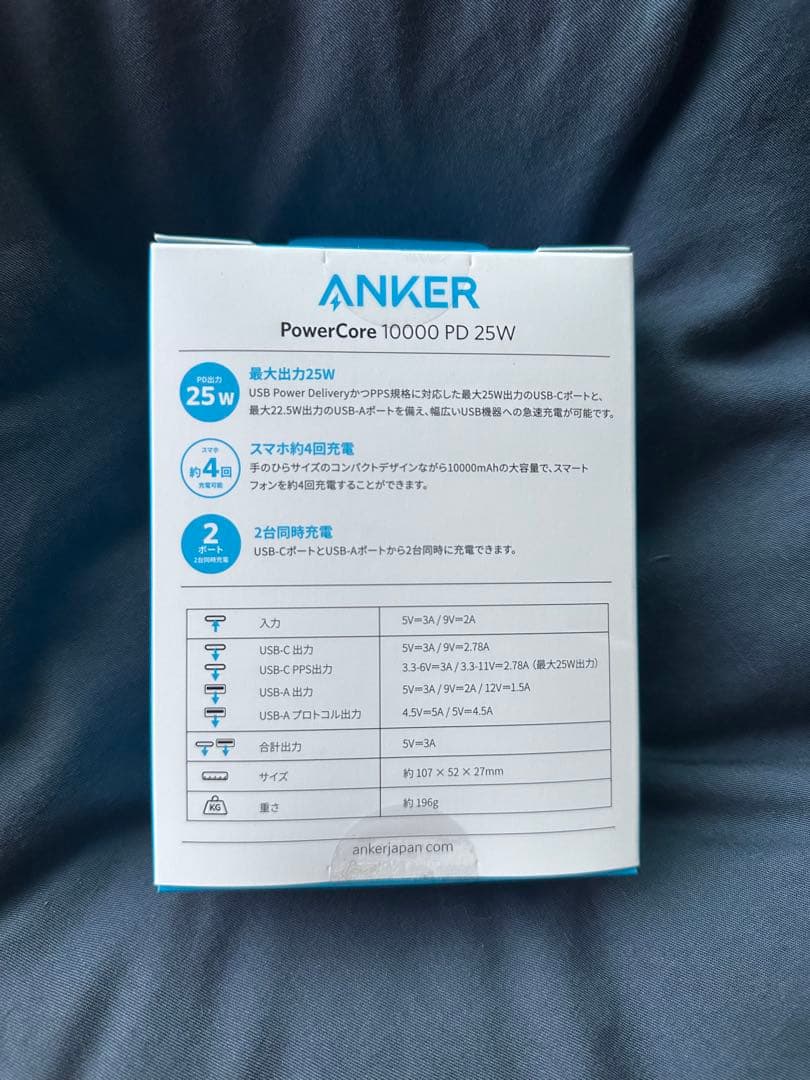 ANKER
PowerCore 10000 PD 25W
PD出力
25W
最大出力25W
USB Power DeliveryかつPPS規格に対応した最大25W出力のUSB-Cポートと、
最大22.5W出力のUSB-Aポートを備え、幅広いUSB機器への急速充電が可能です。
スマホ
約4回
充電可能
スマホ約4回充電
手のひらサイズのコンパクトデザインながら10000mAhの大容量で、スマート
フォンを約4回充電することができます。
2
ポート
2台同時充電
2台同時充電
USB-CポートとUSB-Aポートから2台同時に充電できます。
入力 5V⎓3A / 9V⎓2A
USB-C 出力 5V⎓3A / 9V⎓2.78A
USB-C PPS出力 3.3-6V⎓3A / 3.3-11V⎓2.78A (最大25W出力)
USB-A 出力 5V⎓3A / 9V⎓2A / 12V⎓1.5A
USB-A プロトコル出力 4.5V⎓5A / 5V⎓4.5A
合計出力 5V⎓3A
サイズ 約 107 × 52 × 27mm
KG 重さ 約 196g
ankerjapan com